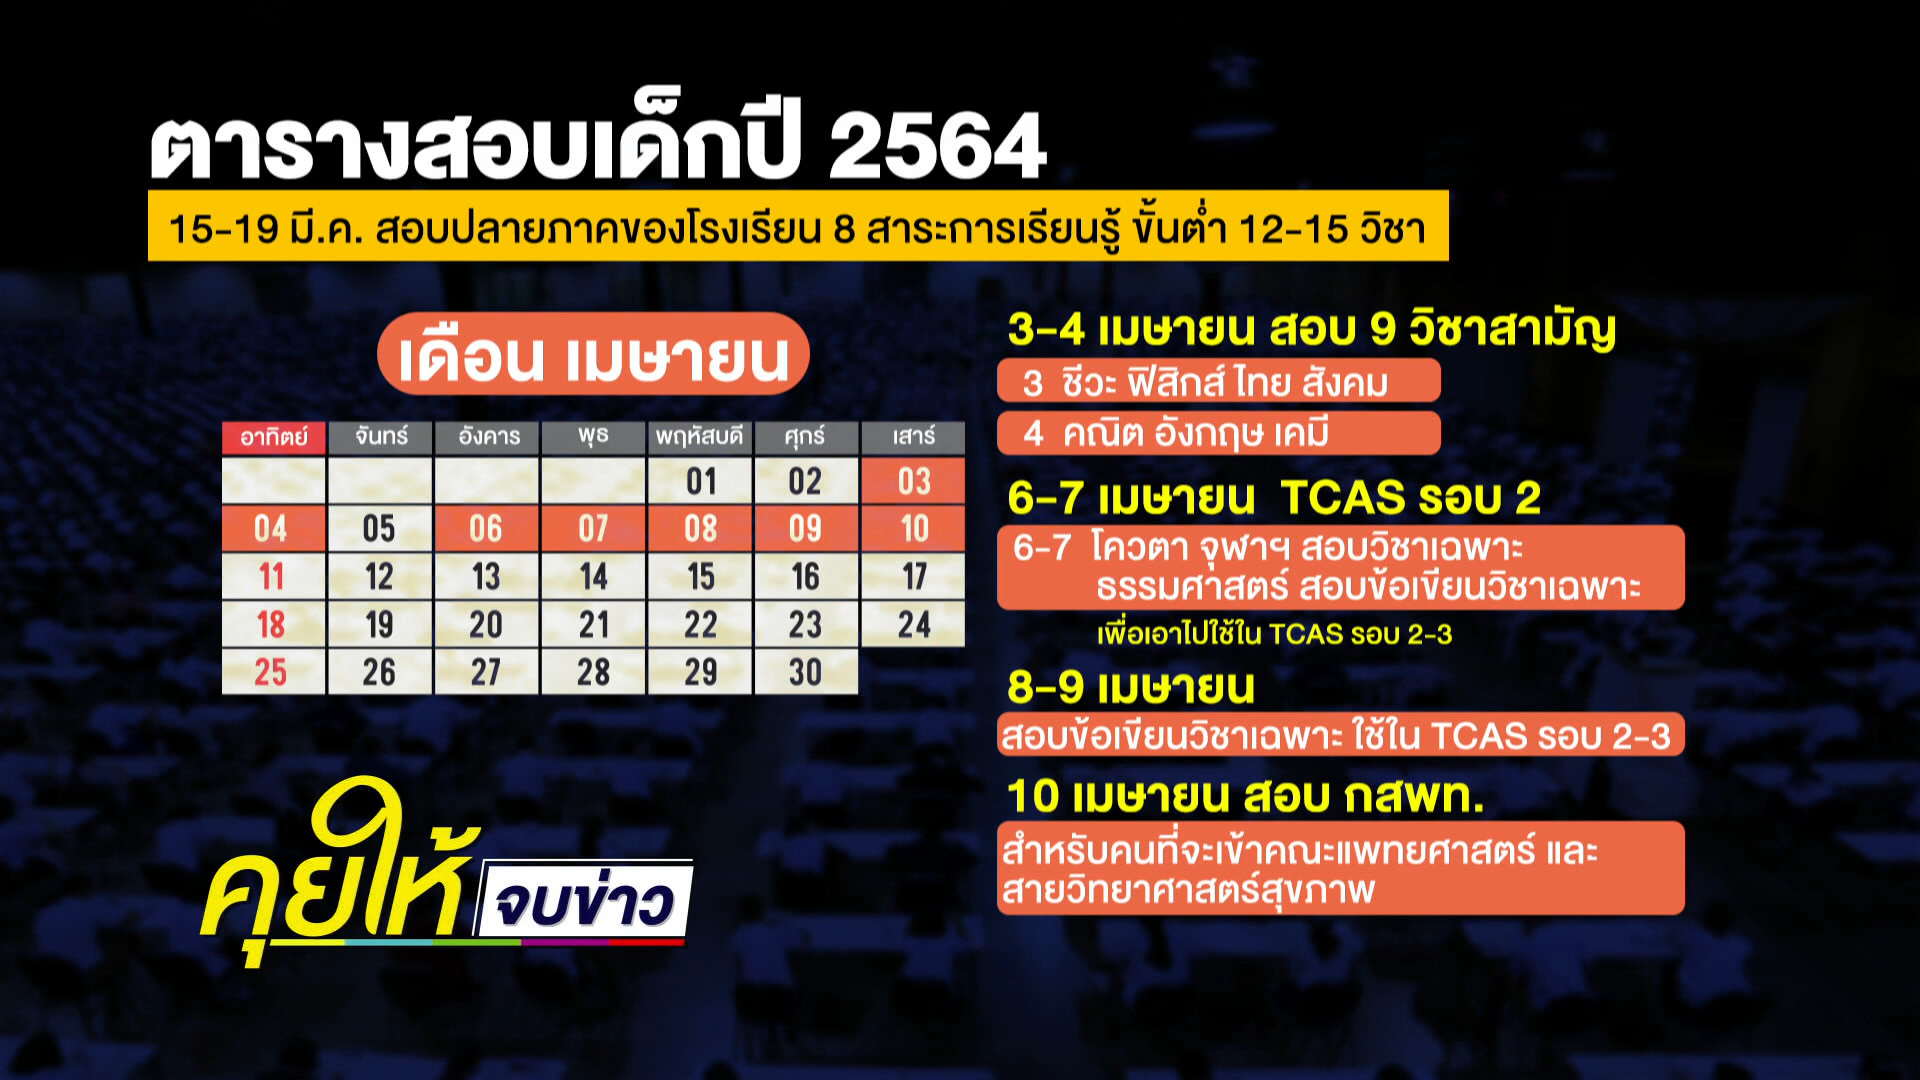 ตารางสอบเด็กปี 2564
15-19 มี.ค. สอบปลายภาคของโรงเรียน 8 สาระการเรียนรู้ ขั้นต่ำ 12-15 วิชา
เดือน เมษายน
อาทิตย์ จันทร์ อังคาร พุธ พฤหัสบดี ศุกร์ เสาร์
01 02 03
04 05 06 07 08 09 10
11 12 13 14 15 16 17
18 19 20 21 22 23 24
25 26 27 28 29 30
3-4 เมษายน สอบ 9 วิชาสามัญ
3 ชีวะ ฟิสิกส์ ไทย สังคม
4 คณิต อังกฤษ เคมี
6-7 เมษายน TCAS รอบ 2
6-7 โควตา จุฬาฯ สอบวิชาเฉพาะ
ธรรมศาสตร์ สอบข้อเขียนวิชาเฉพาะ
เพื่อเอาไปใช้ใน TCAS รอบ 2-3
8-9 เมษายน
สอบข้อเขียนวิชาเฉพาะ ใช้ใน TCAS รอบ 2-3
10 เมษายน สอบ กสพท.
สำหรับคนที่จะเข้าคณะแพทยศาสตร์ และ
สายวิทยาศาสตร์สุขภาพ
คุยให้จบข่าว